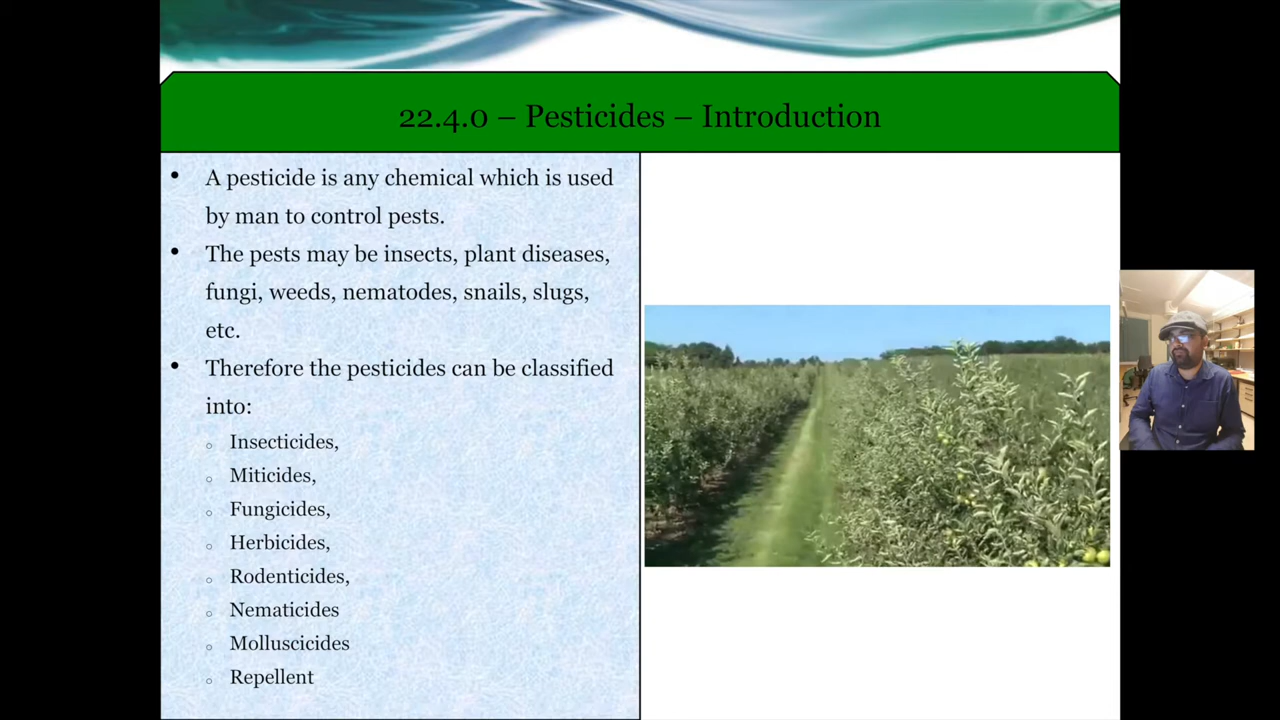 22.4.0 – Pesticides – Introduction
• A pesticide is any chemical which is used
by man to control pests.
• The pests may be insects, plant diseases,
fungi, weeds, nematodes, snails, slugs,
etc.
• Therefore the pesticides can be classified
into:
○ Insecticides,
○ Miticides,
○ Fungicides,
○ Herbicides,
○ Rodenticides,
○ Nematicides
○ Molluscicides
○ Repellent